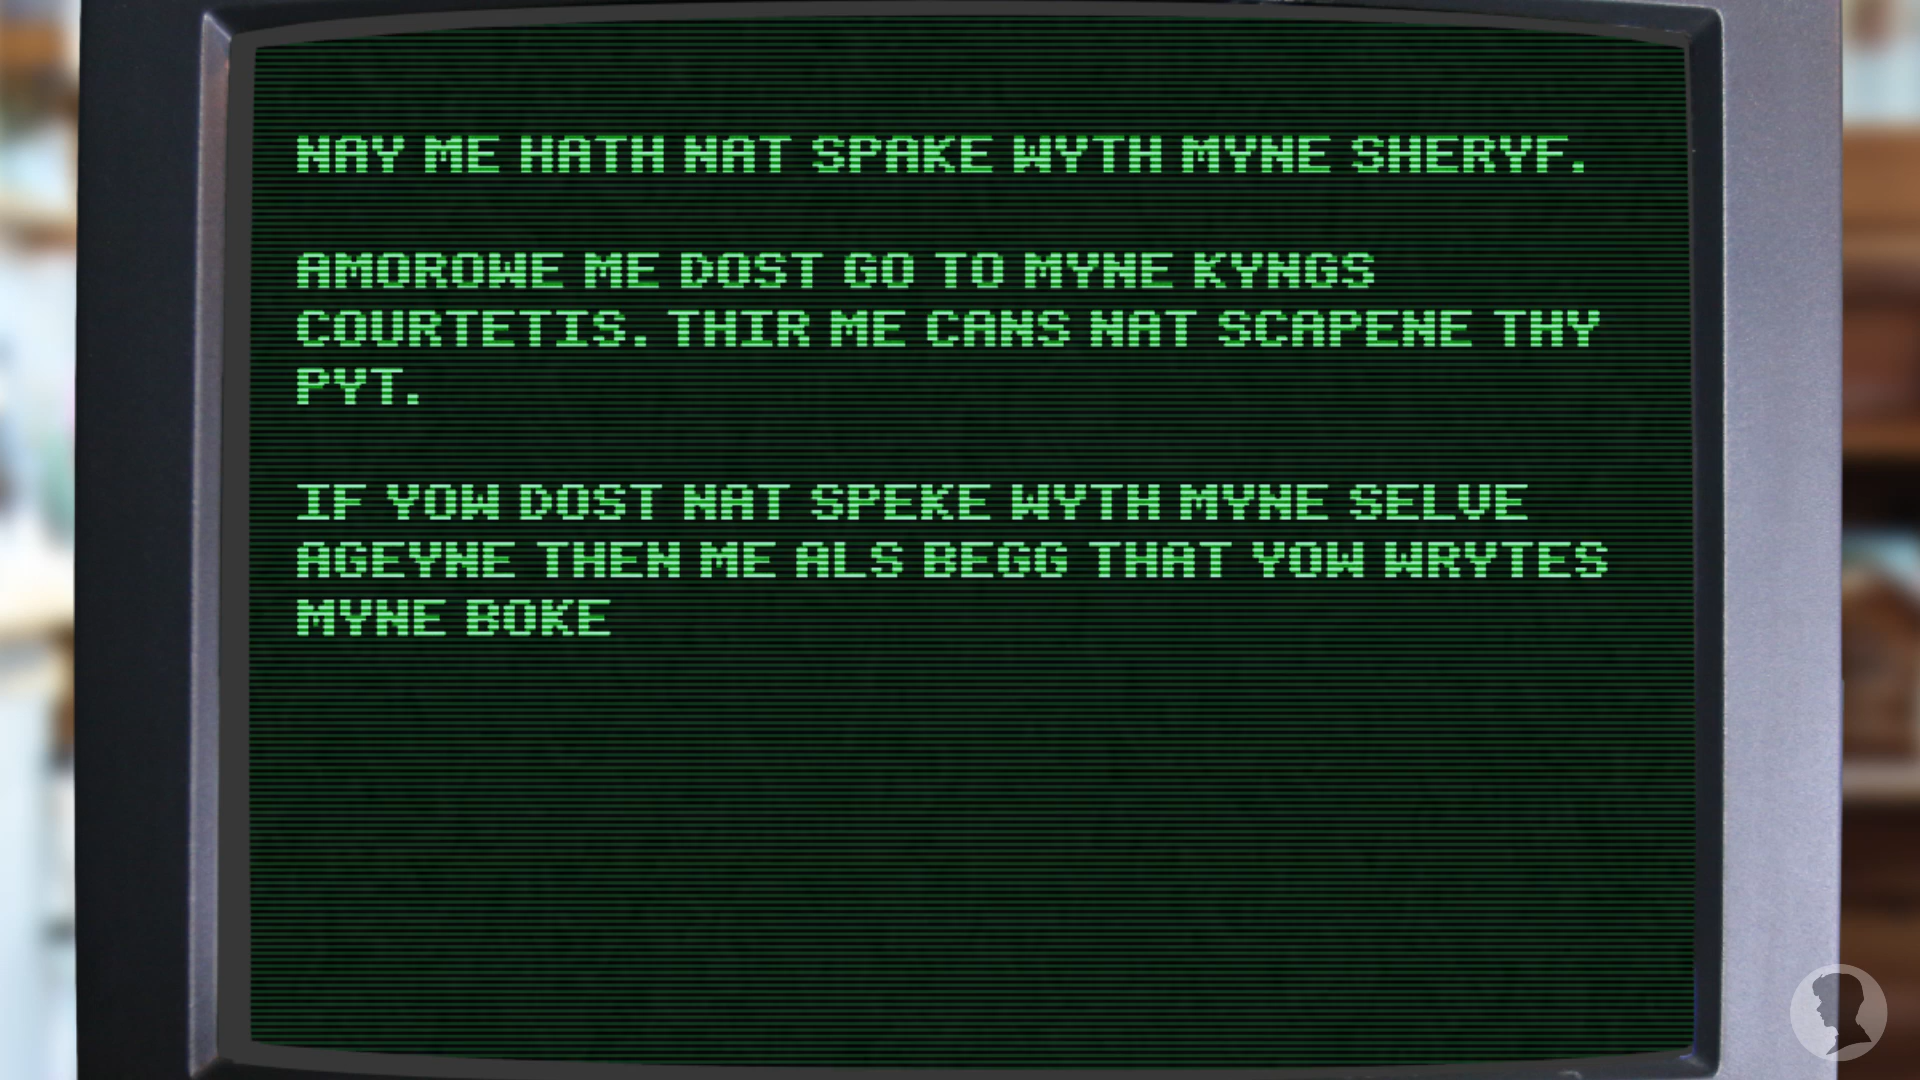 NAY ME HATH NAT SPAKE WYTH MYNE SHERYF.
AMOROWE ME DOST GO TO MYNE KYNGS
COURTETIS. THIR ME CANS NAT SCAPENE THY
PYT.
IF YOW DOST NAT SPEKE WYTH MYNE SELVE
AGEYNE THEN ME ALS BEGG THAT YOW WRYTES
MYNE BOKE